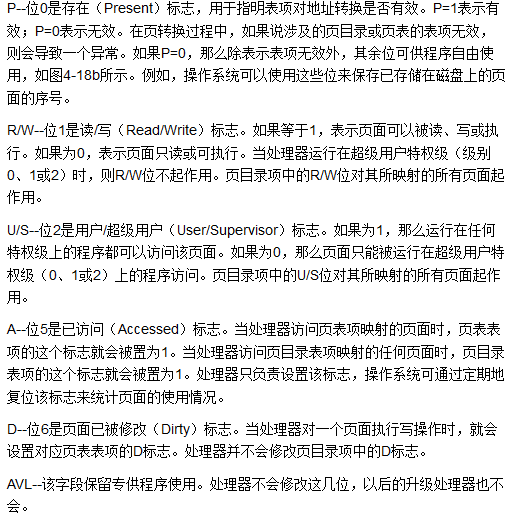 P--位0是存在（Present）标志，用于指明表项对地址转换是否有效。P=1表示有
效；P=0表示无效。在页转换过程中，如果说涉及的页目录或页表的表项无效，
则会导致一个异常。如果P=0，那么除表示表项无效外，其余位可供程序自由使
用，如图4-18b所示。例如，操作系统可以使用这些位来保存已存储在磁盘上的页
面的序号。
R/W--位1是读/写（Read/Write）标志。如果等于1，表示页面可以被读、写或执
行。如果为0，表示页面只读或可执行。当处理器运行在超级用户特权级（级别
0、1或2）时，则R/W位不起作用。页目录项中的R/W位对其所映射的所有页面起
作用。
U/S--位2是用户/超级用户（User/Supervisor）标志。如果为1，那么运行在任何
特权级上的程序都可以访问该页面。如果为0，那么页面只能被运行在超级用户特
权级（0、1或2）上的程序访问。页目录项中的U/S位对其所映射的所有页面起作
用。
A--位5是已访问（Accessed）标志。当处理器访问页表项映射的页面时，页表表
项的这个标志就会被置为1。当处理器访问页目录表项映射的任何页面时，页目录
表项的这个标志就会被置为1。处理器只负责设置该标志，操作系统可通过定期地
复位该标志来统计页面的使用情况。
D--位6是页面已被修改（Dirty）标志。当处理器对一个页面执行写操作时，就会
设置对应页表表项的D标志。处理器并不会修改页目录项中的D标志。
AVL--该字段保留专供程序使用。处理器不会修改这几位，以后的升级处理器也不
会。